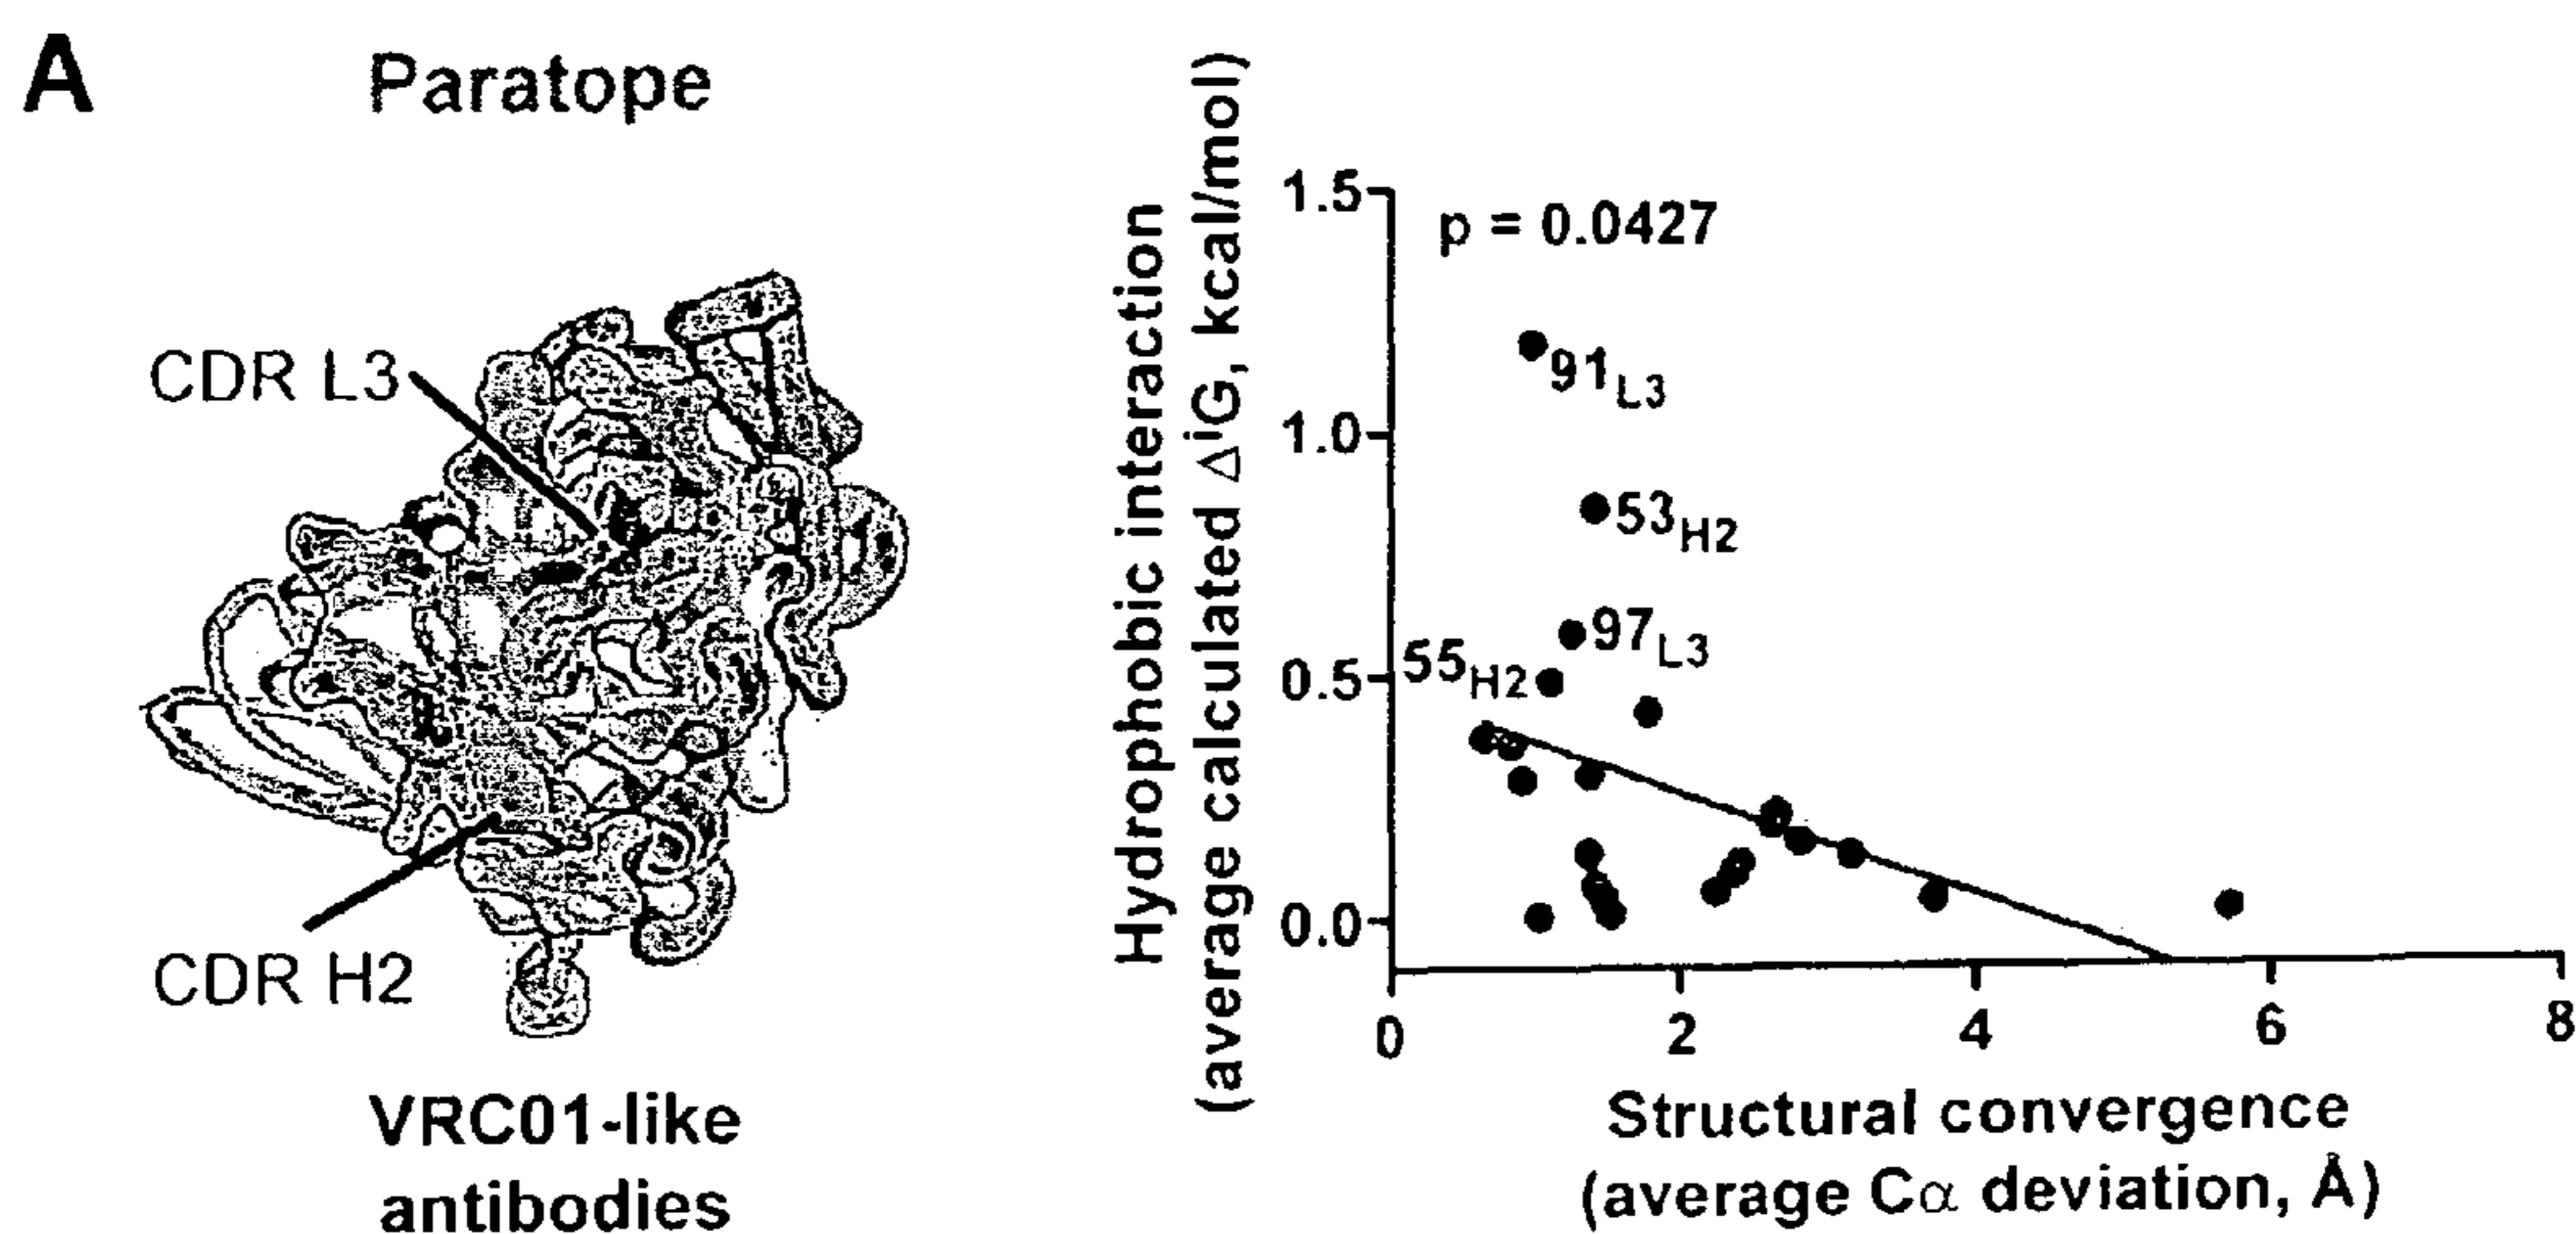 A
Paratope
CDR L3
CDR H2
VRC01-like
antibodies
Hydrophobic interaction
(average calculated ΔⁱG, kcal/mol)
1.5
1.0
0.5
0.0
p = 0.0427
91L3
53H2
97L3
55H2
0 2 4 6 8
Structural convergence
(average Cα deviation, Å)